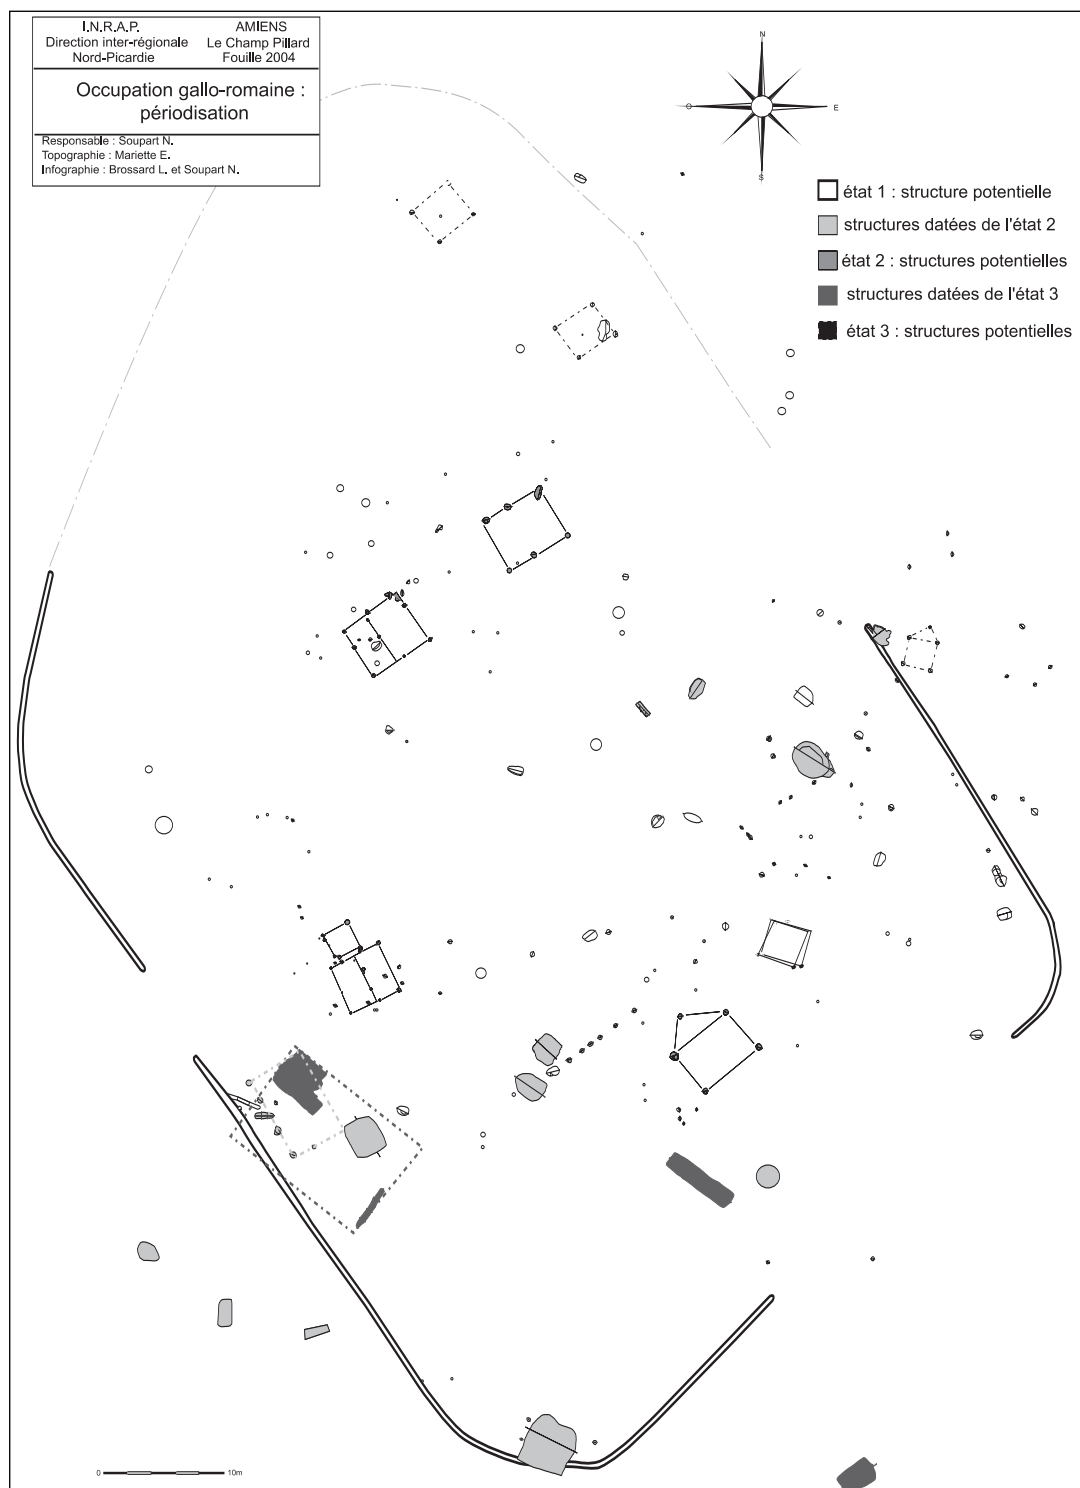 I.N.R.A.P.
Direction inter-régionale
Nord-Picardie
AMIENS
Le Champ Pillard
Fouille 2004
Occupation gallo-romaine :
périodisation
Responsable : Soupart N.
Topographie : Mariette E.
Infographie : Brossard L. et Soupart N.
N
O
E
S
état 1 : structure potentielle
structures datées de l'état 2
état 2 : structures potentielles
structures datées de l'état 3
état 3 : structures potentielles
0 10m